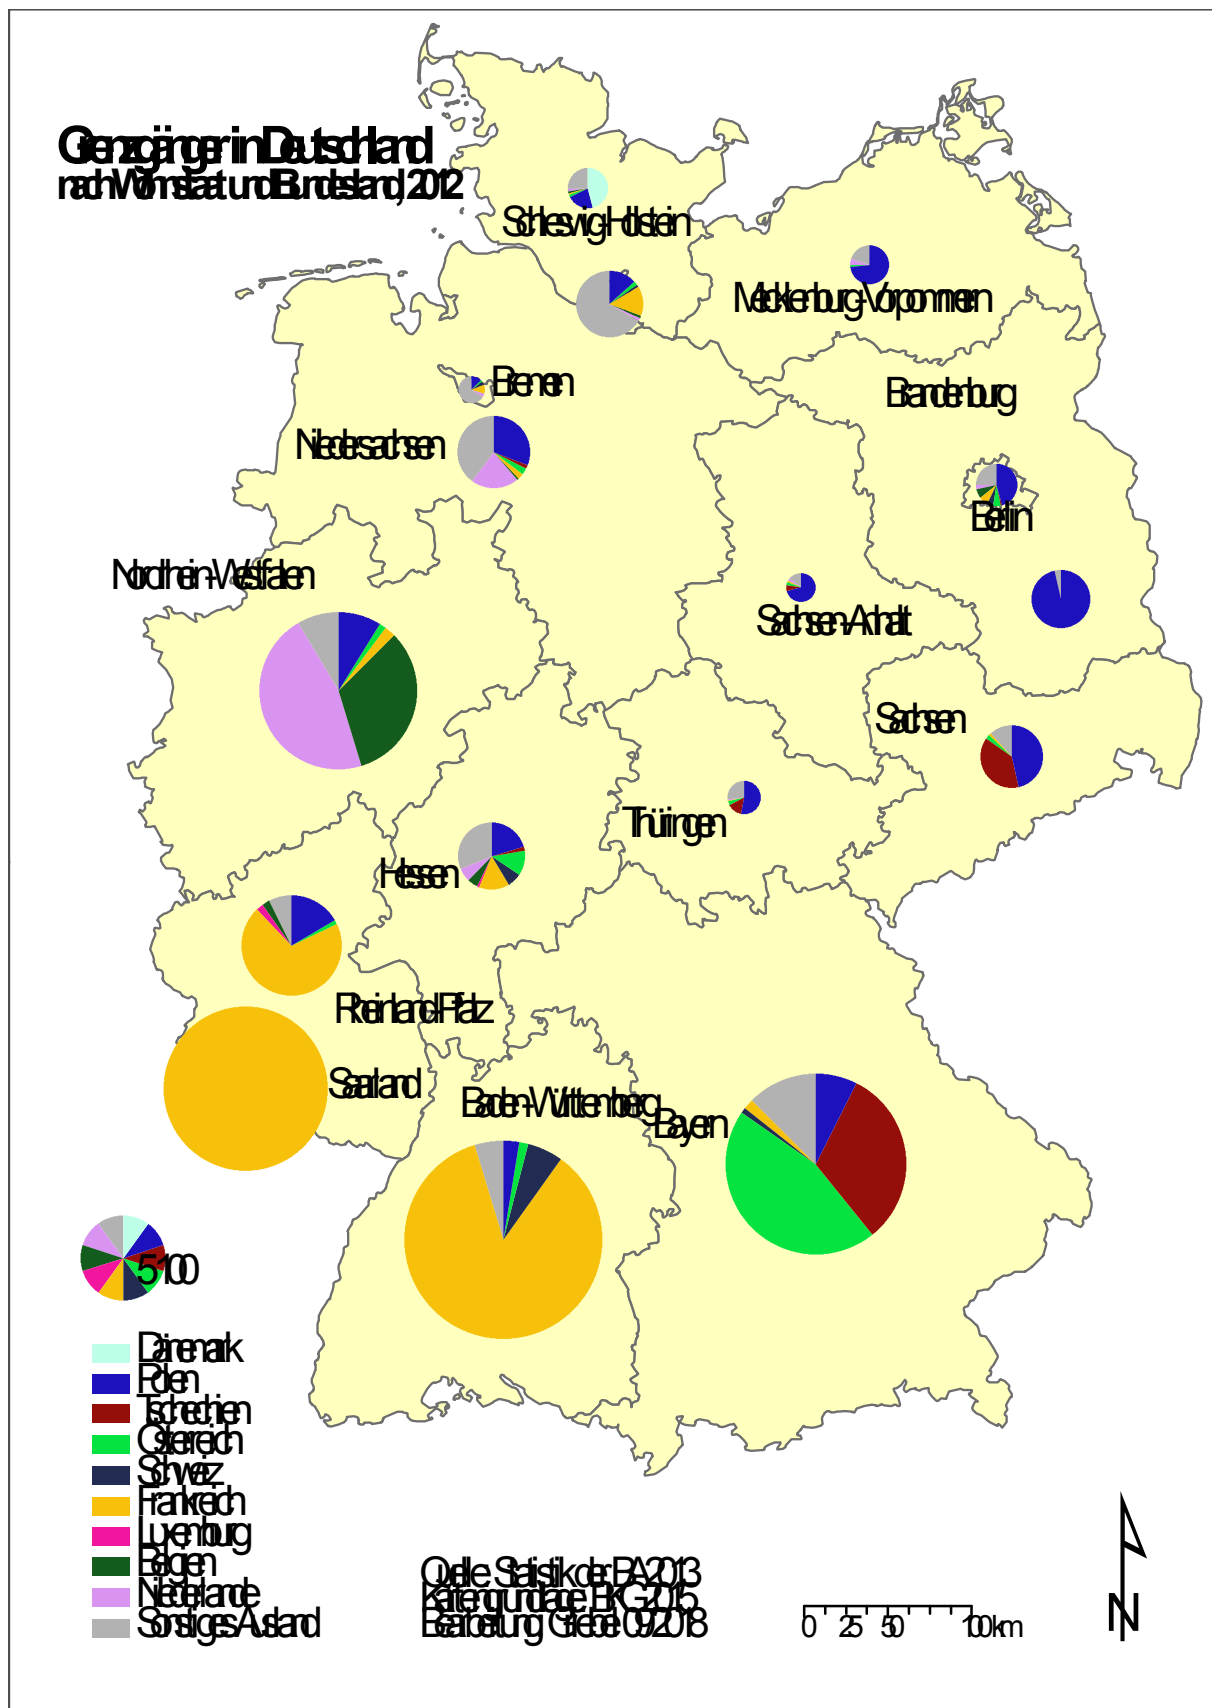 Grenzgänger in Deutschland
nach Wohnstaat und Bundesland, 2012
Schleswig-Holstein
Mecklenburg-Vorpommern
Bremen
Brandenburg
Niedersachsen
Berlin
Nordrhein-Westfalen
Sachsen-Anhalt
Sachsen
Thüringen
Hessen
Rheinland-Pfalz
Saarland
Baden-Württemberg
Bayern
5100
Dänemark
Polen
Tschechien
Österreich
Schweiz
Frankreich
Luxemburg
Belgien
Niederlande
Sonstiges Ausland
Quelle: Statistik der BA 2013
Kartengrundlage: BKG 2015
Bearbeitung: 09/2018
0 25 50 100 km
N